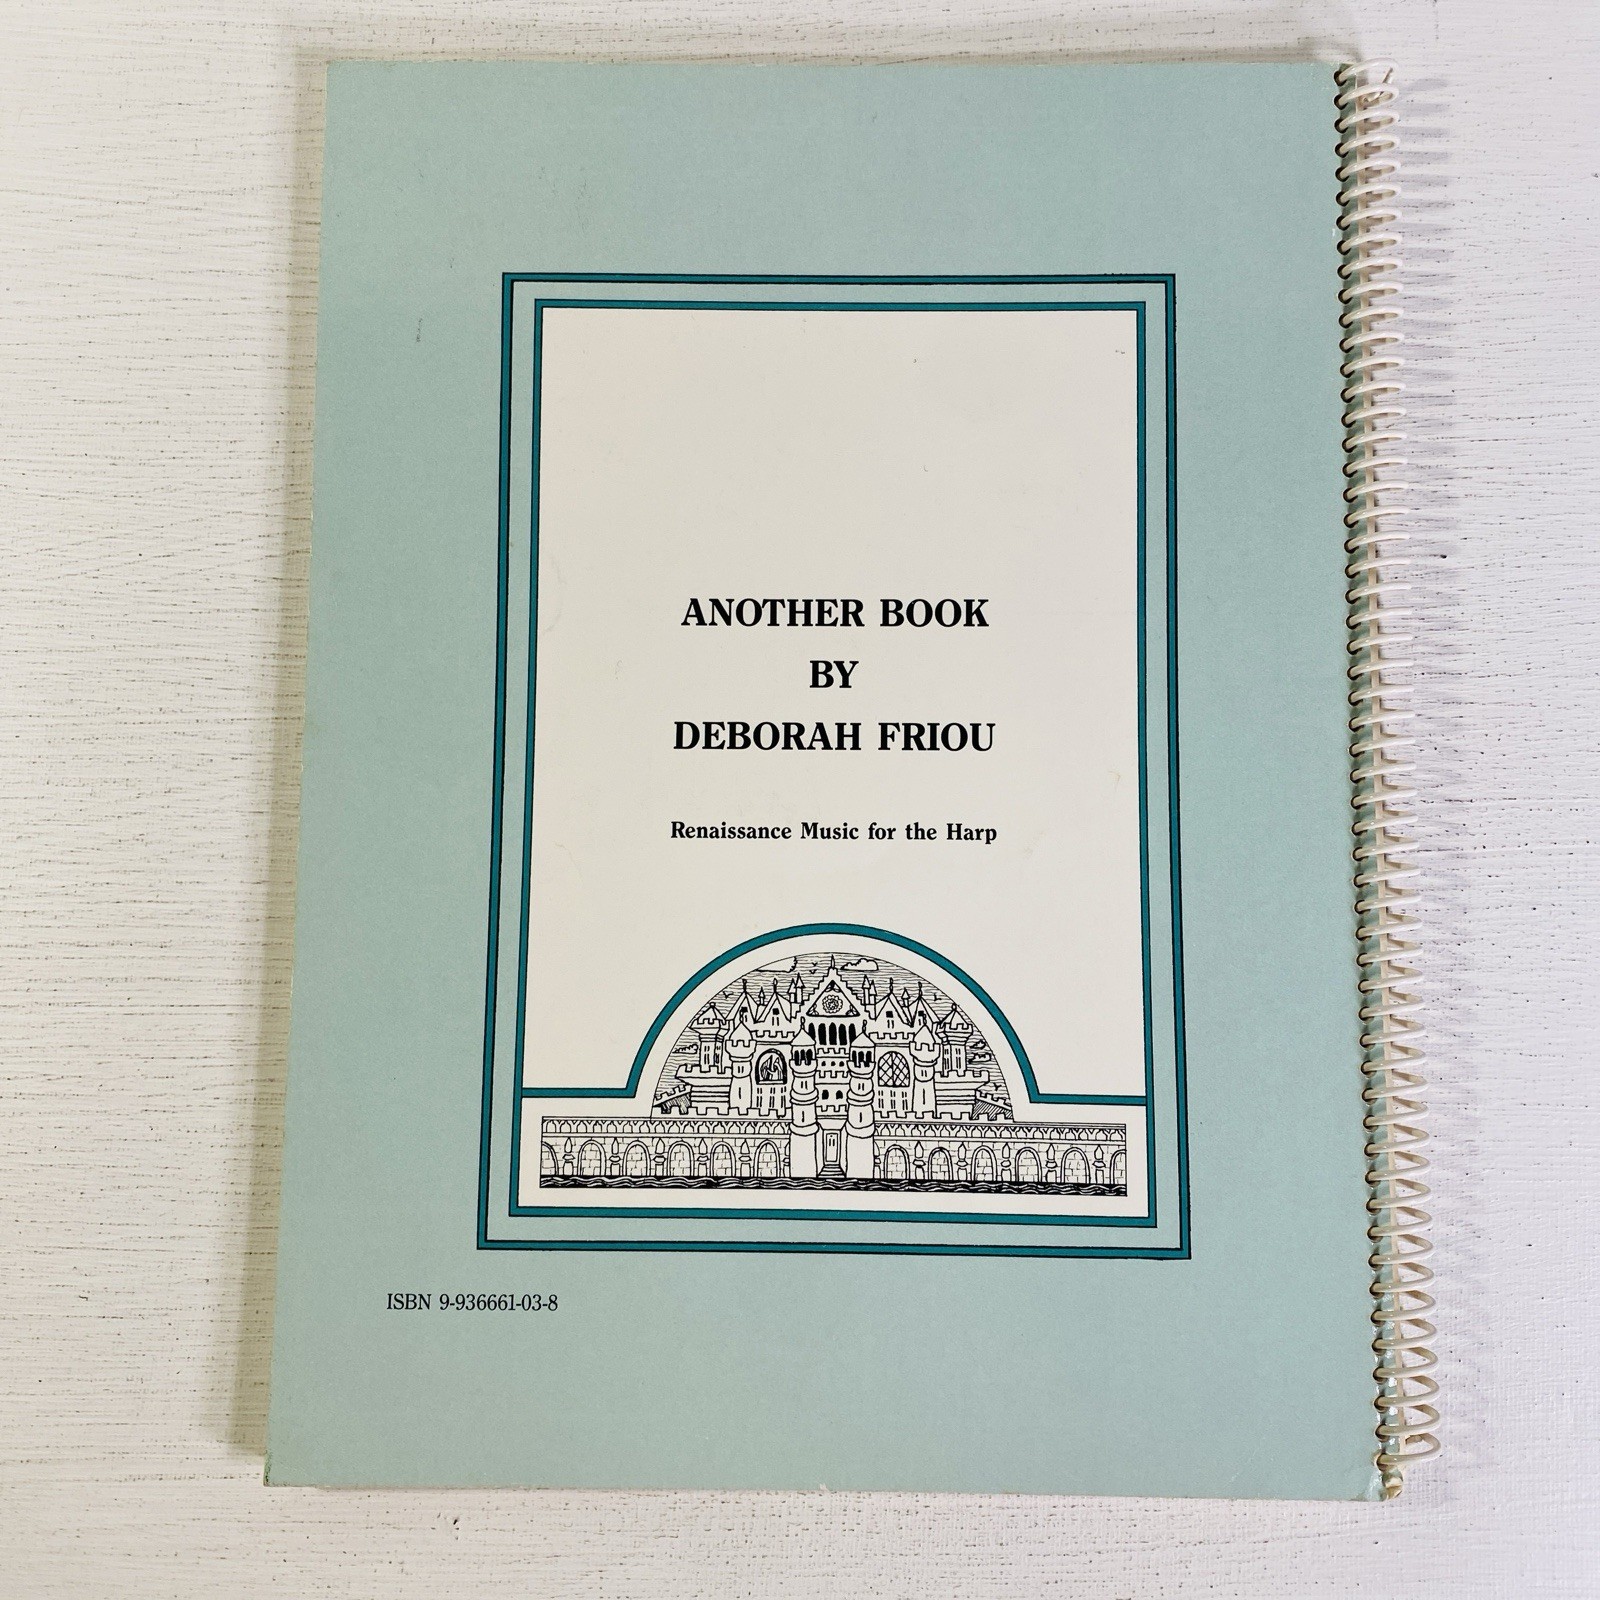 ANOTHER BOOK
BY
DEBORAH FRIOU
Renaissance Music for the Harp
ISBN 9-936661-03-8